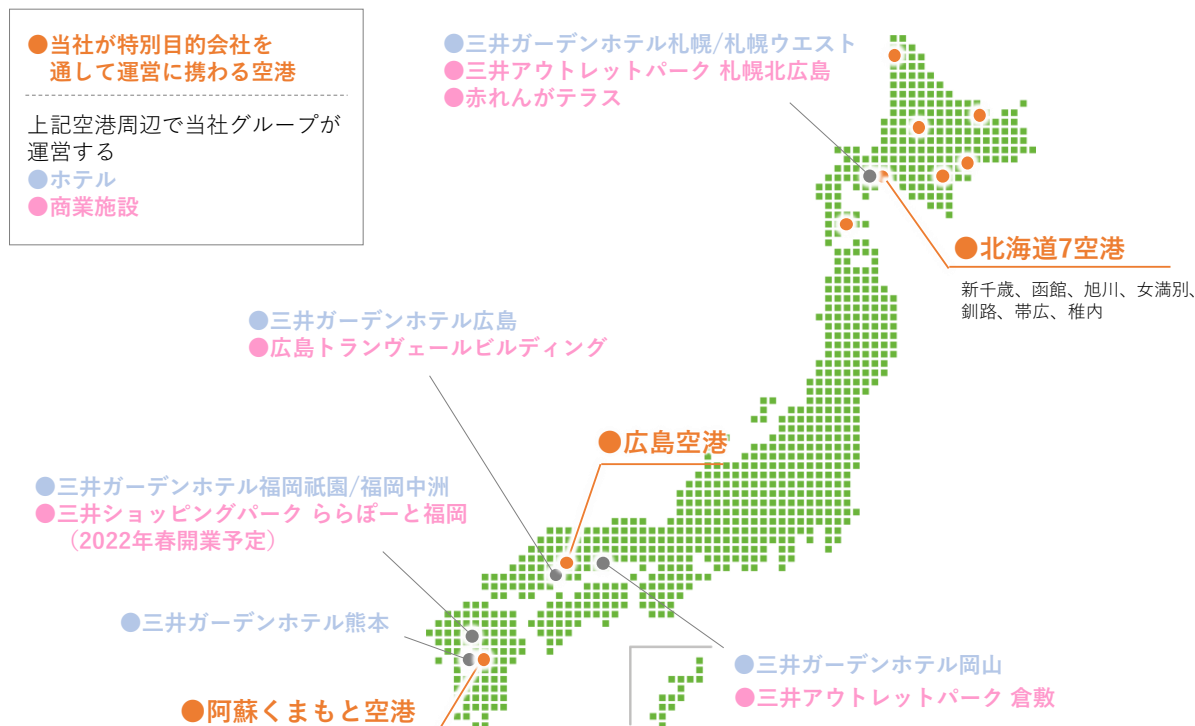 ●当社が特別目的会社を
通して運営に携わる空港
上記空港周辺で当社グループが
運営する
●ホテル
●商業施設
●三井ガーデンホテル札幌/札幌ウエスト
●三井アウトレットパーク 札幌北広島
●赤れんがテラス
●北海道7空港
新千歳、函館、旭川、女満別、
釧路、帯広、稚内
●三井ガーデンホテル広島
●広島トランヴェールビルディング
●広島空港
●三井ガーデンホテル福岡祇園/福岡中洲
●三井ショッピングパーク ららぽーと福岡
（2022年春開業予定）
●三井ガーデンホテル熊本
●阿蘇くまもと空港
●三井ガーデンホテル岡山
●三井アウトレットパーク 倉敷